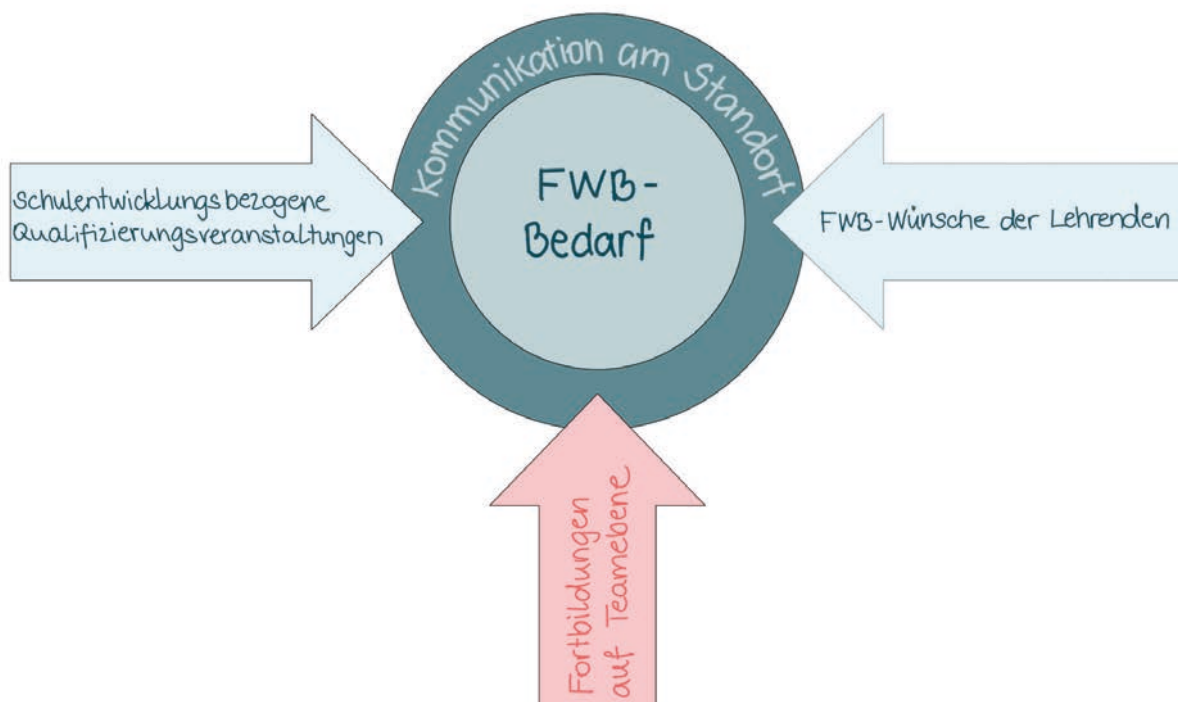 Kommunikation am Standort
FWB-
Bedarf
Schulentwicklungsbezogene
Qualifizierungsveranstaltungen
FWB-Wünsche der Lehrenden
Fortbildungen
auf Teamebene